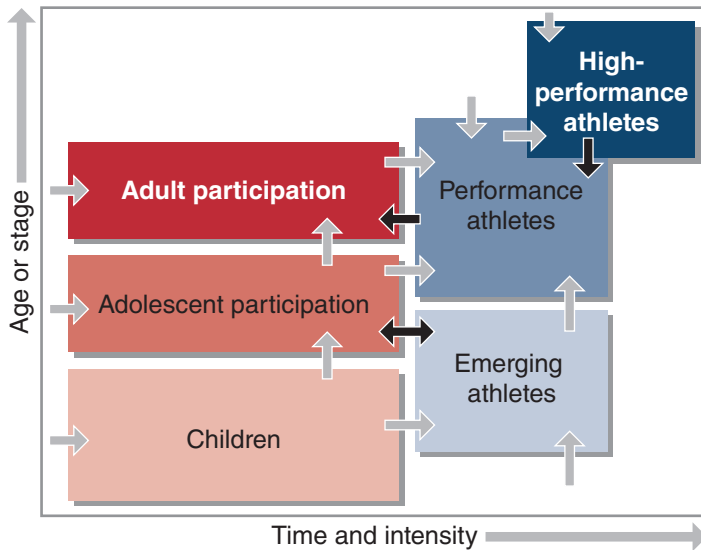 High-
performance
athletes
Adult participation
Performance
athletes
Adolescent participation
Emerging
athletes
Children
Age or stage
Time and intensity